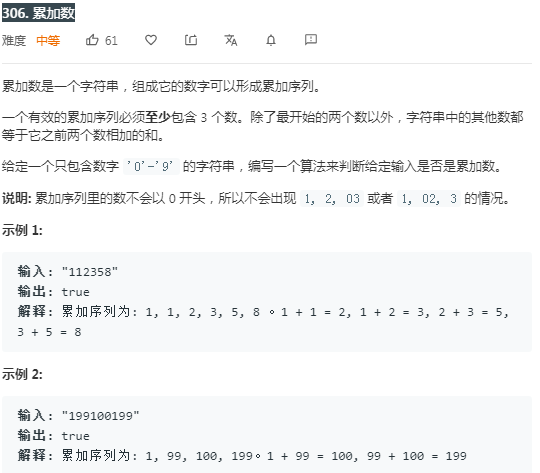 306. 累加数
难度 中等 61
累加数是一个字符串，组成它的数字可以形成累加序列。
一个有效的累加序列必须至少包含 3 个数。除了最开始的两个数以外，字符串中的其他数都
等于它之前两个数相加的和。
给定一个只包含数字 '0'-'9' 的字符串，编写一个算法来判断给定输入是否是累加数。
说明: 累加序列里的数不会以 0 开头，所以不会出现 1, 2, 03 或者 1, 02, 3 的情况。
示例 1:
输入: "112358"
输出: true
解释: 累加序列为: 1, 1, 2, 3, 5, 8 。1 + 1 = 2, 1 + 2 = 3, 2 + 3 = 5,
3 + 5 = 8
示例 2:
输入: "199100199"
输出: true
解释: 累加序列为: 1, 99, 100, 199。1 + 99 = 100, 99 + 100 = 199